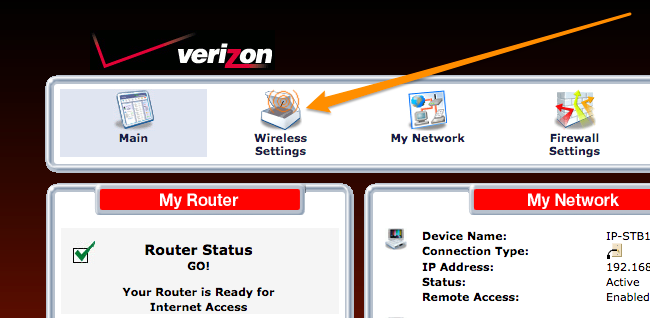 verizon
Main
Wireless
Settings
My Network
Firewall
Settings
My Router
Router Status
GO!
Your Router is Ready for
Internet Access
My Network
Device Name: IP-STB1
Connection Type:
IP Address: 192.168
Status: Active
Remote Access: Enabled